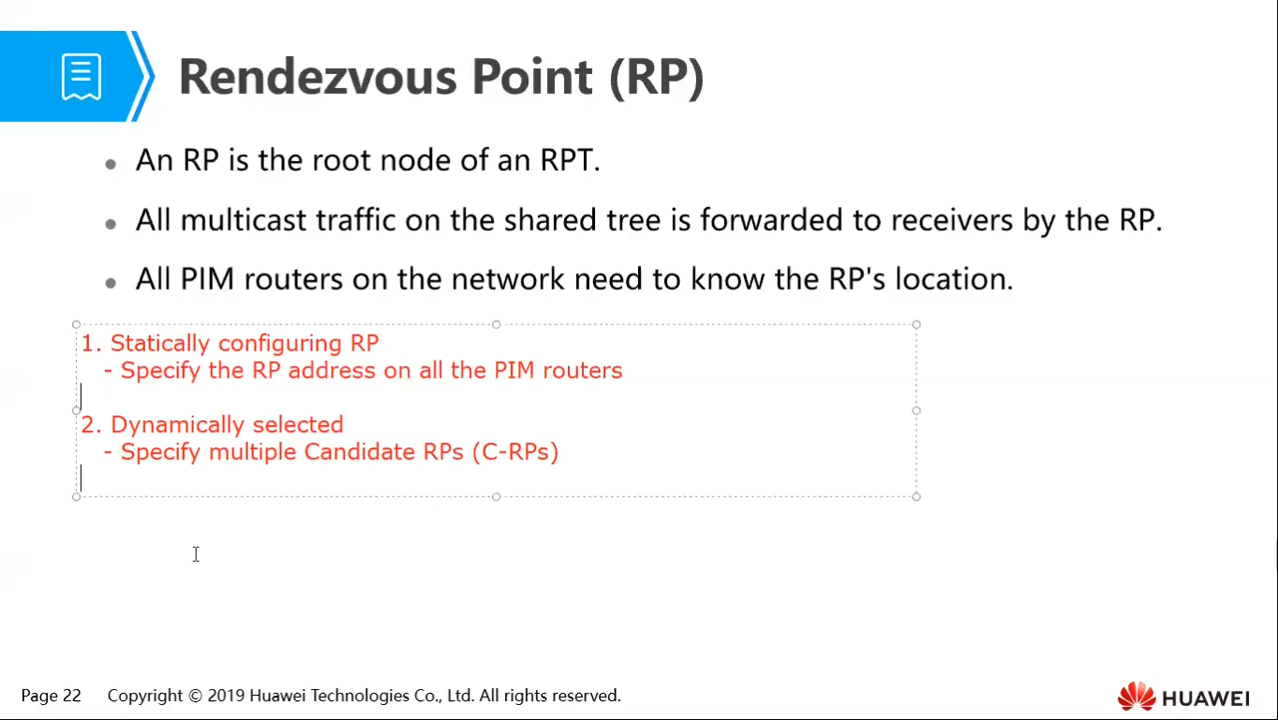 Rendezvous Point (RP)
• An RP is the root node of an RPT.
• All multicast traffic on the shared tree is forwarded to receivers by the RP.
• All PIM routers on the network need to know the RP's location.
1. Statically configuring RP
- Specify the RP address on all the PIM routers
2. Dynamically selected
- Specify multiple Candidate RPs (C-RPs)
Page 22 Copyright © 2019 Huawei Technologies Co., Ltd. All rights reserved.
HUAWEI